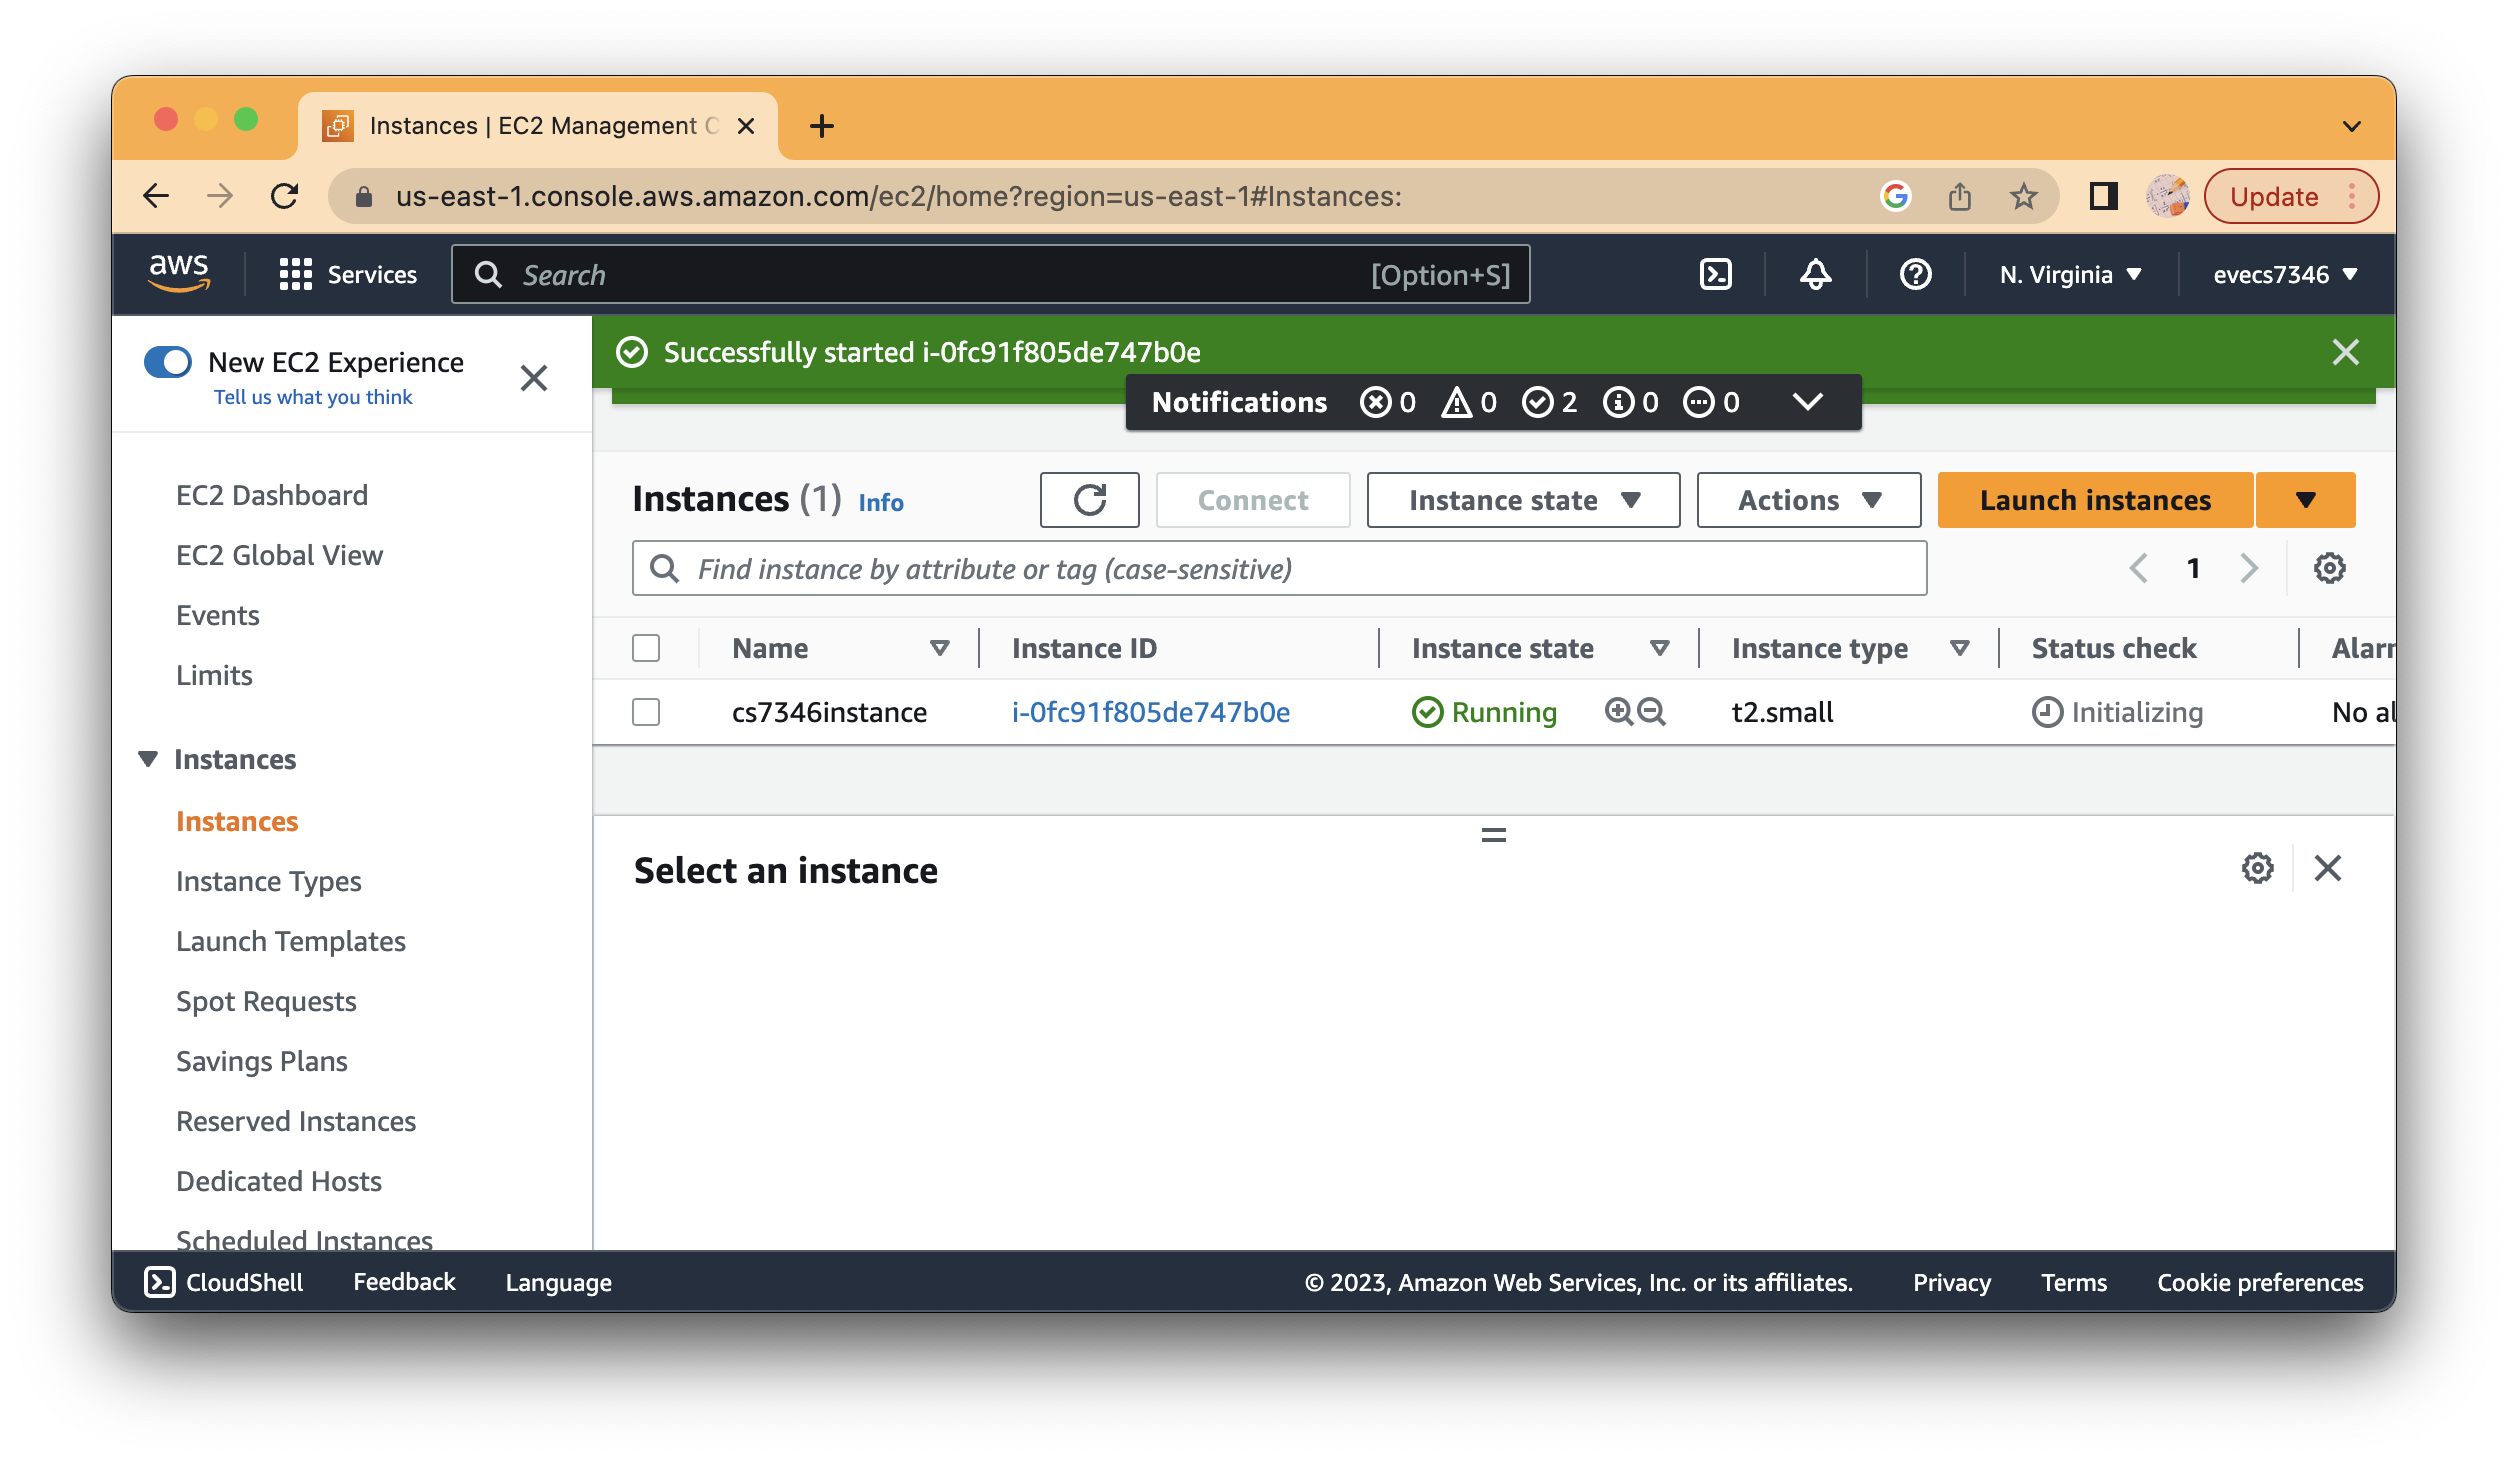 Instances | EC2 Management C
us-east-1.console.aws.amazon.com/ec2/home?region=us-east-1#Instances:
Update
aws
Services
Search
[Option+S]
N. Virginia
evecs7346
New EC2 Experience
Tell us what you think
Successfully started i-0fc91f805de747b0e
Notifications 0 0 2 0 0
EC2 Dashboard
EC2 Global View
Events
Limits
Instances
Instances
Instance Types
Launch Templates
Spot Requests
Savings Plans
Reserved Instances
Dedicated Hosts
Scheduled Instances
Instances (1) Info
Connect
Instance state
Actions
Launch instances
Find instance by attribute or tag (case-sensitive)
1
Name Instance ID Instance state Instance type Status check Alarr
cs7346instance i-0fc91f805de747b0e Running t2.small Initializing No al
Select an instance
CloudShell Feedback Language © 2023, Amazon Web Services, Inc. or its affiliates. Privacy Terms Cookie preferences